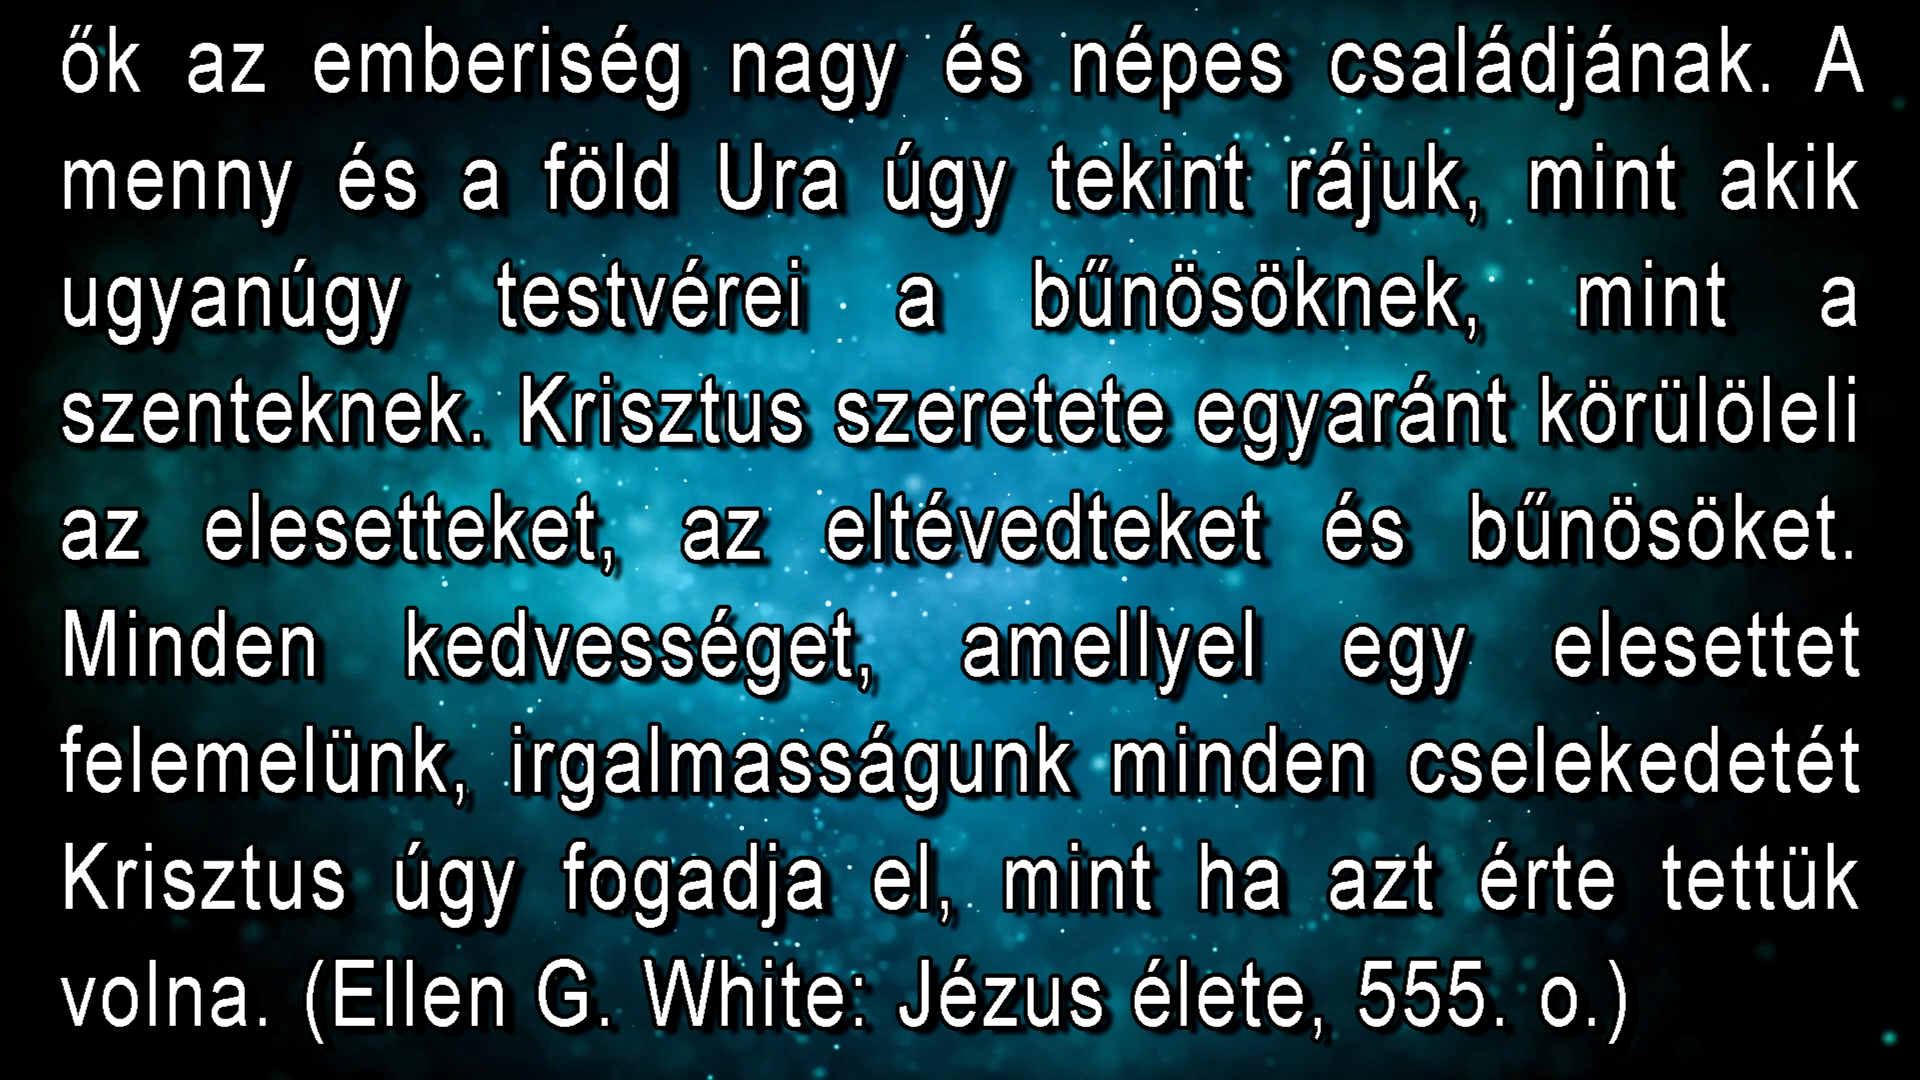 ők az emberiség nagy és népes családjának. A
menny és a föld Ura úgy tekint rájuk, mint akik
ugyanúgy testvérei a bűnösöknek, mint a
szenteknek. Krisztus szeretete egyaránt körülöleli
az elesetteket, az eltévedteket és bűnösöket.
Minden kedvességet, amellyel egy elesettet
felemelünk, irgalmasságunk minden cselekedetét
Krisztus úgy fogadja el, mint ha azt érte tettük
volna. (Ellen G. White: Jézus élete, 555. o.)